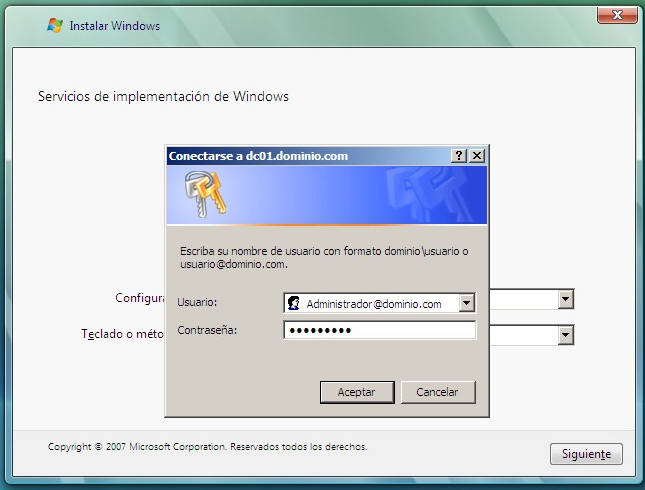 Instalar Windows
Servicios de implementación de Windows
Conectarse a dc01.dominio.com
Escriba su nombre de usuario con formato dominio\usuario o
usuario@dominio.com.
Configura
Usuario:
Administrador@dominio.com
Teclado o méto
Contraseña:
•••••••••
Aceptar
Cancelar
Copyright © 2007 Microsoft Corporation. Reservados todos los derechos.
Siguiente